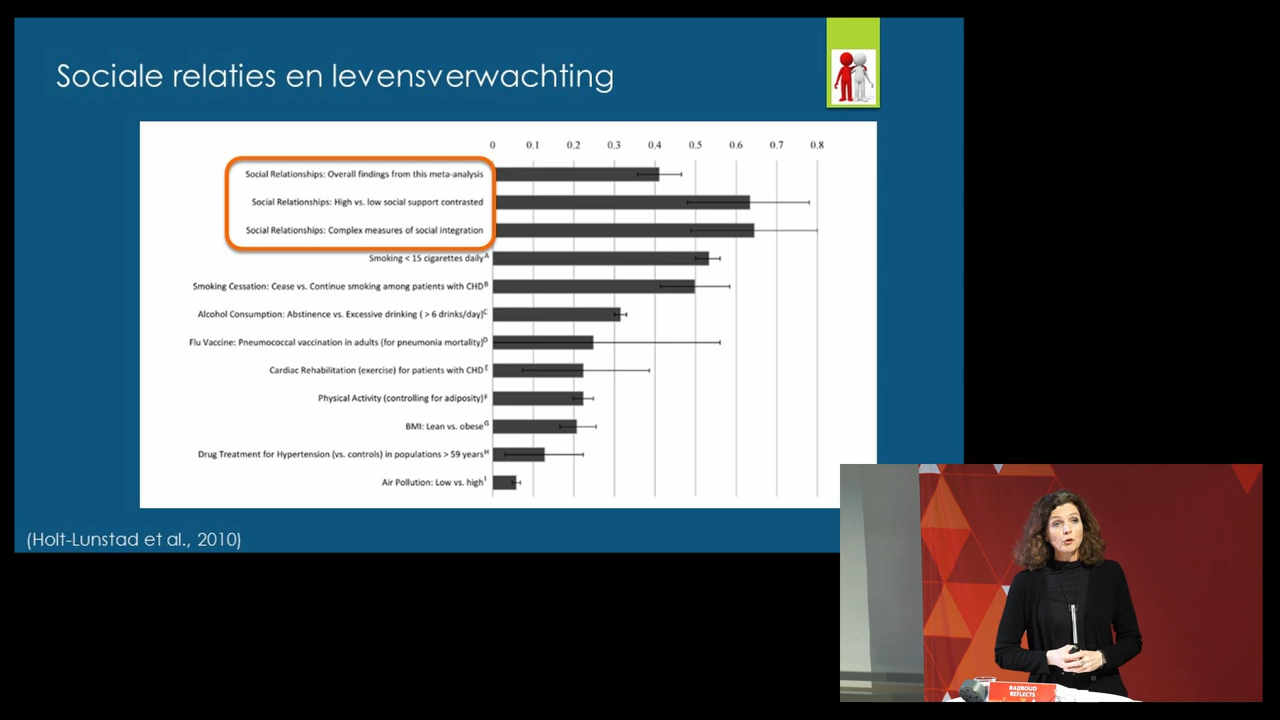 Sociale relaties en levensverwachting
0 0.1 0.2 0.3 0.4 0.5 0.6 0.7 0.8
Social Relationships: Overall findings from this meta-analysis
Social Relationships: High vs. low social support contrasted
Social Relationships: Complex measures of social integration
Smoking < 15 cigarettes daily A
Smoking Cessation: Cease vs. Continue smoking among patients with CHD B
Alcohol Consumption: Abstinence vs. Excessive drinking ( > 6 drinks/day) C
Flu Vaccine: Pneumococcal vaccination in adults (for pneumonia mortality) D
Cardiac Rehabilitation (exercise) for patients with CHD E
Physical Activity (controlling for adiposity) F
BMI: Lean vs. obese G
Drug Treatment for Hypertension (vs. controls) in populations > 59 years H
Air Pollution: Low vs. high I
(Holt-Lunstad et al., 2010)
RADBOUD
REFLECTS